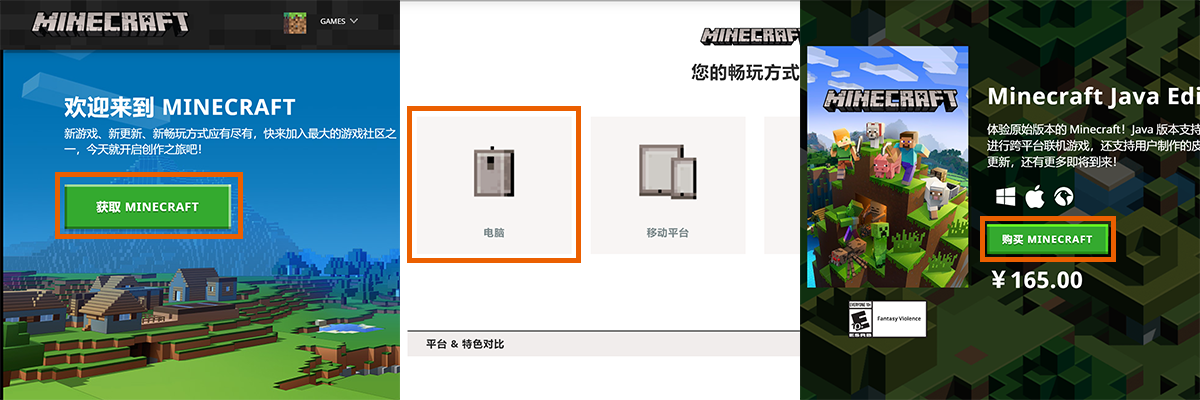 MINECRAFT
GAMES
欢迎来到 MINECRAFT
新游戏、新更新、新畅玩方式应有尽有，快来加入最大的游戏社区之
一，今天就开启创作之旅吧！
获取 MINECRAFT
MINECRAF
您的畅玩方式
电脑
移动平台
平台 & 特色对比
MINECRAFT
Minecraft Java Edi
体验原始版本的 Minecraft！Java 版本支持
进行跨平台联机游戏，还支持用户制作的皮
更新，还有更多即将到来！
购买 MINECRAFT
￥165.00
EVERYONE 10+
E
Fantasy Violence